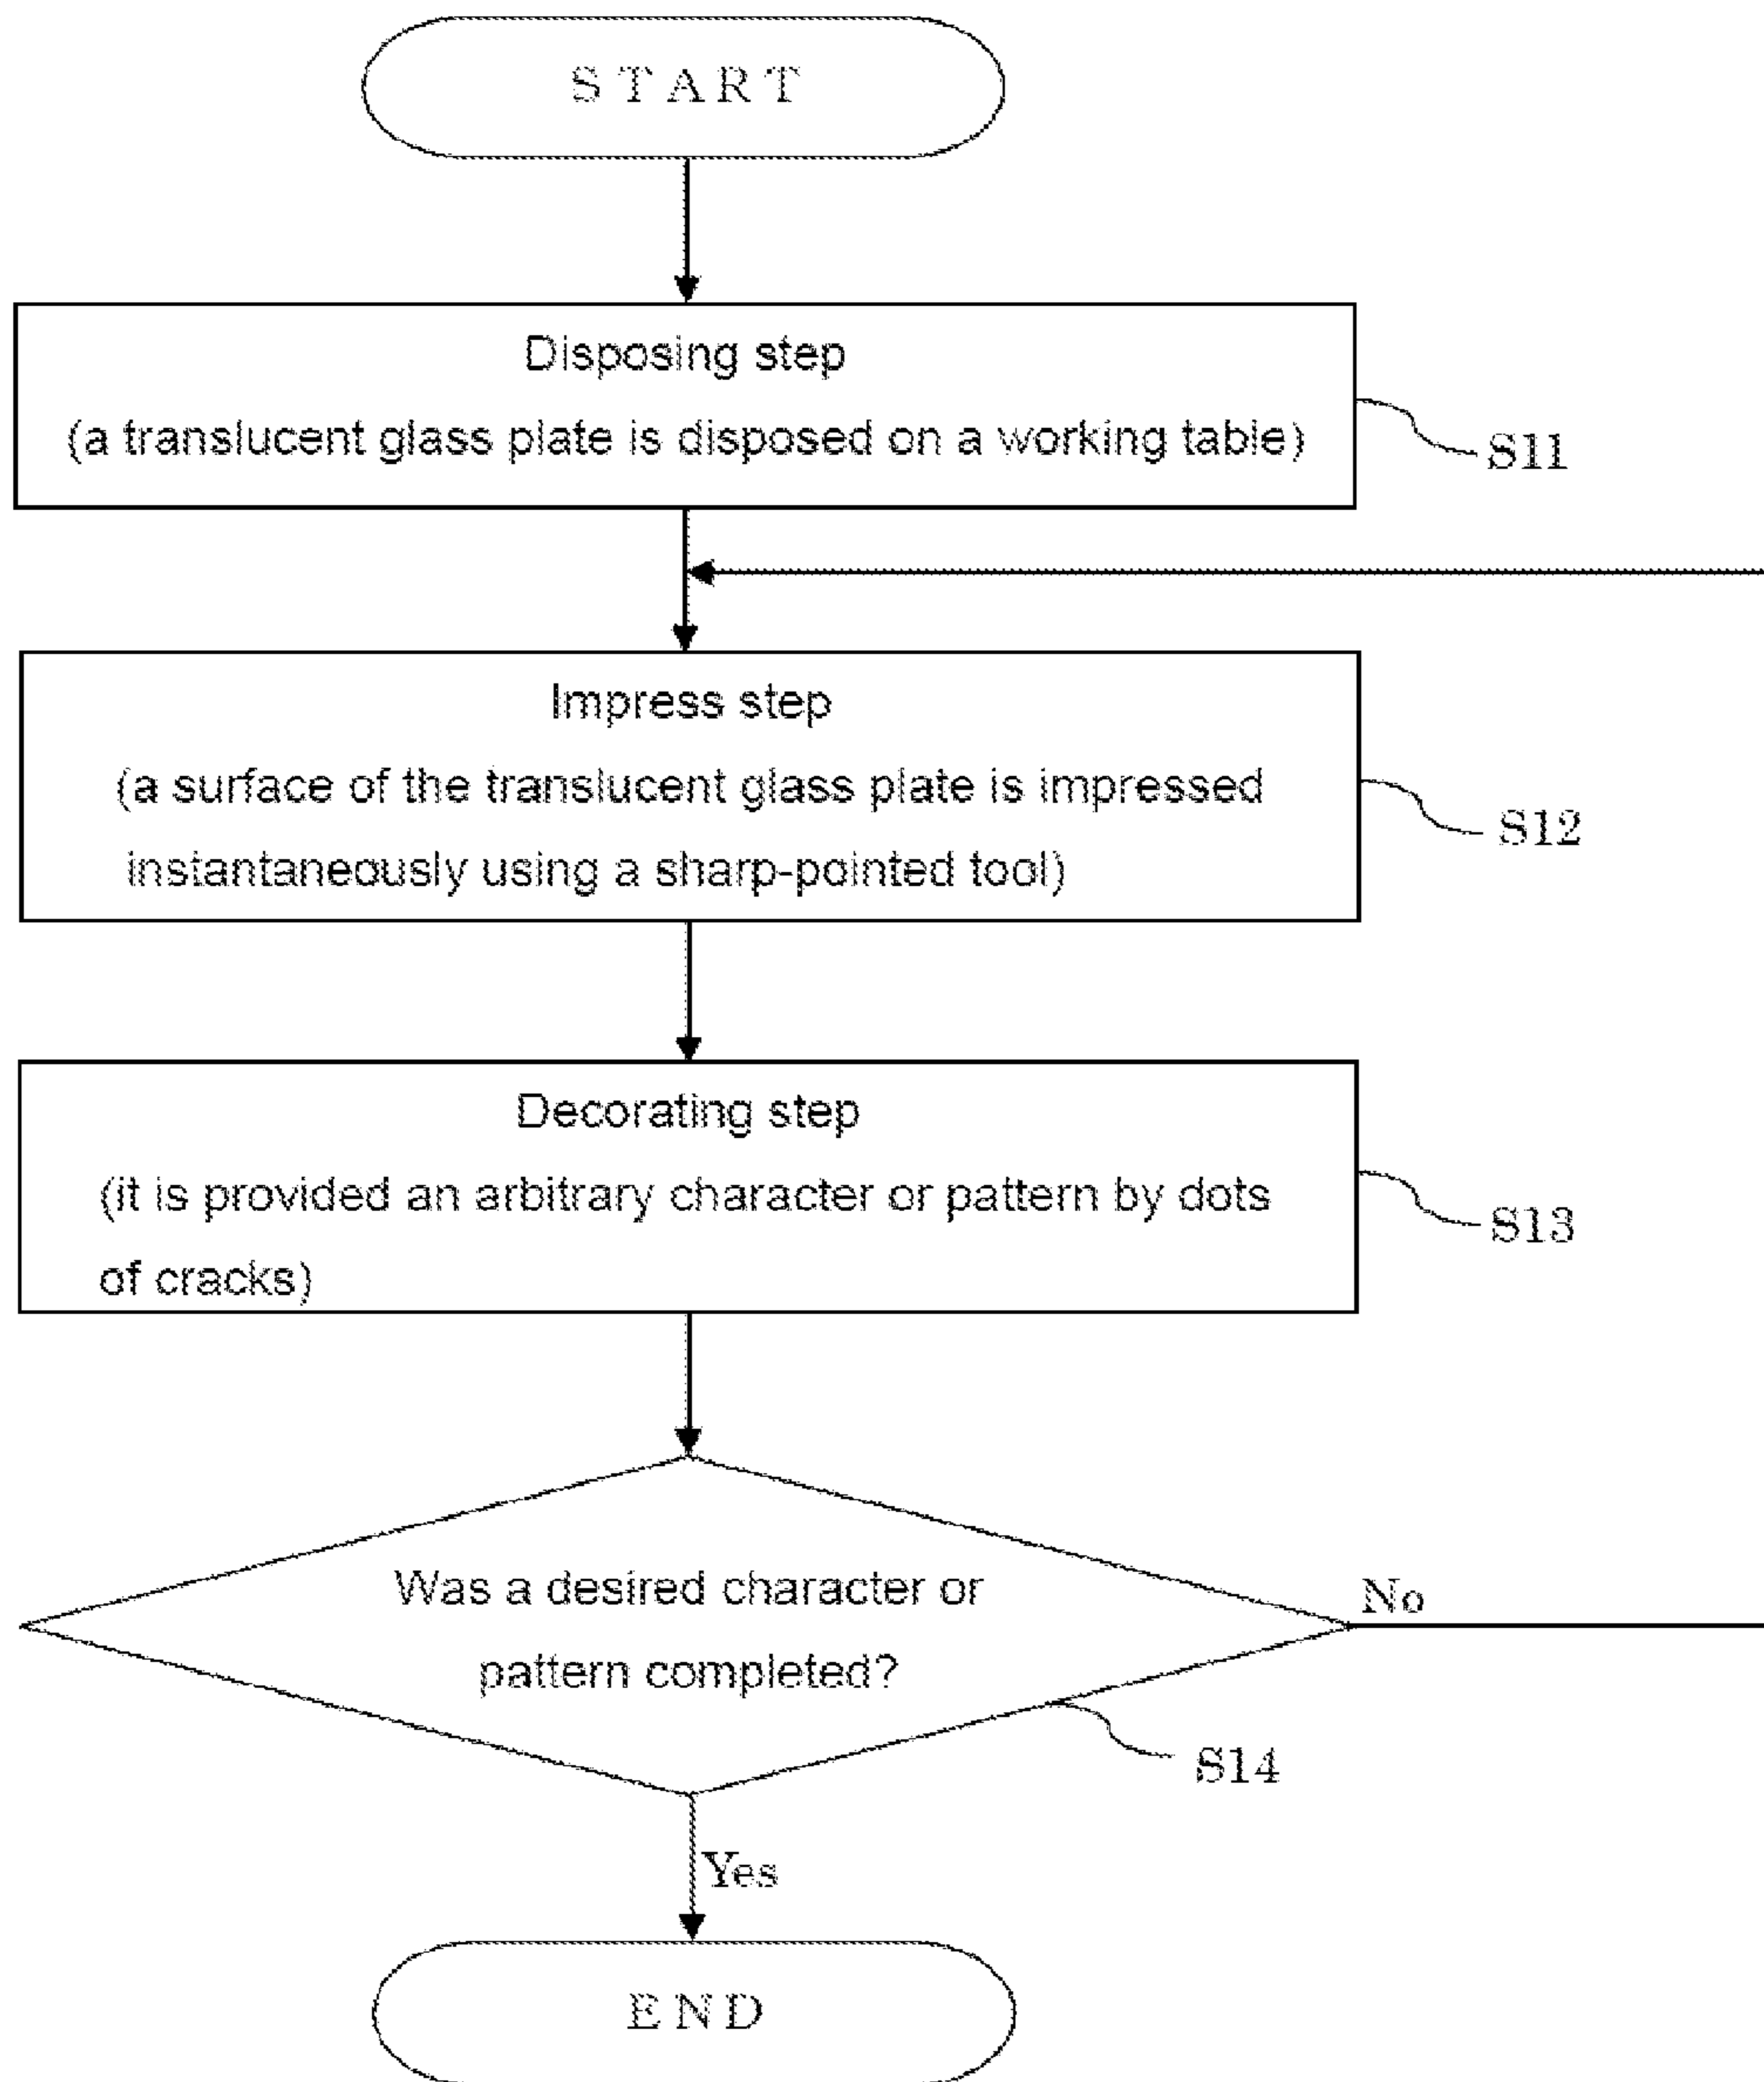 START
Disposing step
(a translucent glass plate is disposed on a working table)
S11
Impress step
(a surface of the translucent glass plate is impressed
instantaneously using a sharp-pointed tool)
S12
Decorating step
(it is provided an arbitrary character or pattern by dots
of cracks)
S13
Was a desired character or
pattern completed?
No
S14
Yes
END